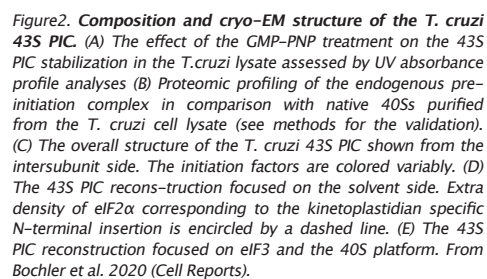 Figure2. Composition and cryo-EM structure of the T. cruzi
43S PIC. (A) The effect of the GMP-PNP treatment on the 43S
PIC stabilization in the T.cruzi lysate assessed by UV absorbance
profile analyses (B) Proteomic profiling of the endogenous pre-
initiation complex in comparison with native 40Ss purified
from the T. cruzi cell lysate (see methods for the validation).
(C) The overall structure of the T. cruzi 43S PIC shown from the
intersubunit side. The initiation factors are colored variably. (D)
The 43S PIC recons-truction focused on the solvent side. Extra
density of eIF2α corresponding to the kinetoplastidian specific
N-terminal insertion is encircled by a dashed line. (E) The 43S
PIC reconstruction focused on eIF3 and the 40S platform. From
Bochler et al. 2020 (Cell Reports).